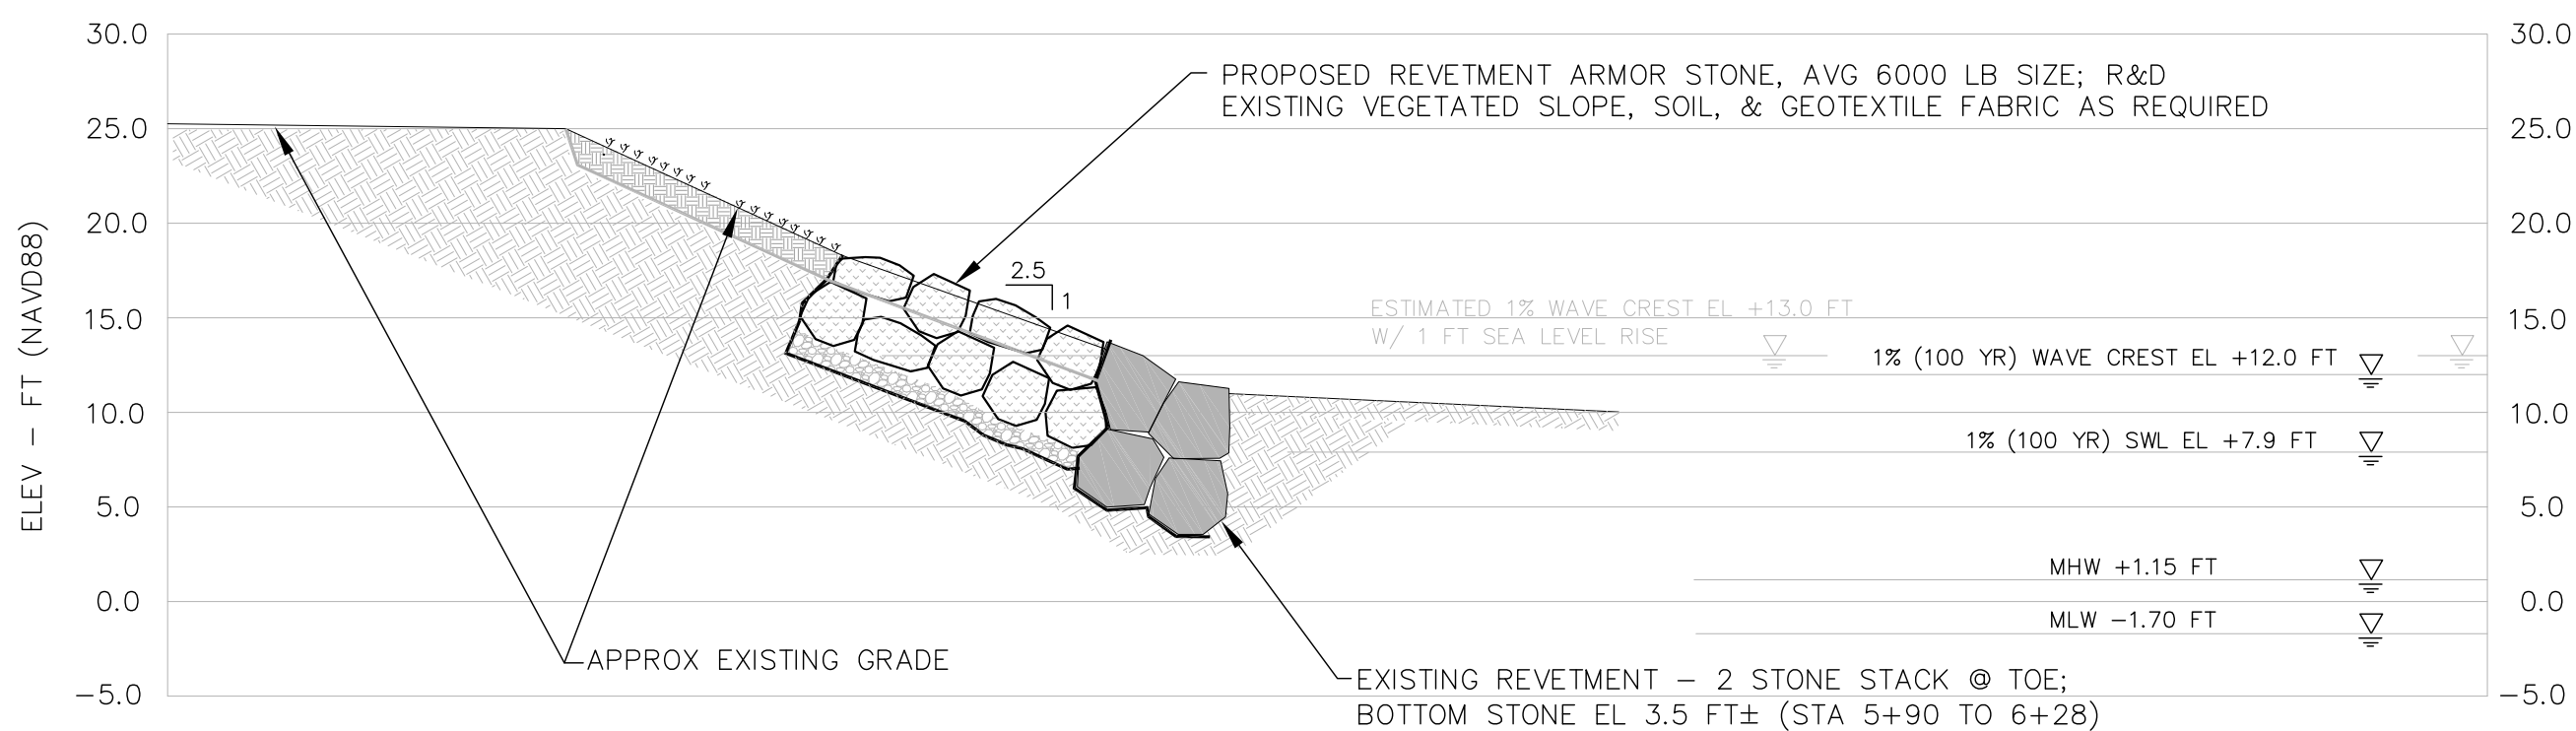 30.0
25.0
20.0
15.0
10.0
5.0
0.0
−5.0
ELEV − FT (NAVD88)
PROPOSED REVETMENT ARMOR STONE, AVG 6000 LB SIZE; R&D
EXISTING VEGETATED SLOPE, SOIL, & GEOTEXTILE FABRIC AS REQUIRED
2.5
1
ESTIMATED 1% WAVE CREST EL +13.0 FT
W/ 1 FT SEA LEVEL RISE
1% (100 YR) WAVE CREST EL +12.0 FT
1% (100 YR) SWL EL +7.9 FT
MHW +1.15 FT
MLW −1.70 FT
APPROX EXISTING GRADE
EXISTING REVETMENT − 2 STONE STACK @ TOE;
BOTTOM STONE EL 3.5 FT± (STA 5+90 TO 6+28)
30.0
25.0
20.0
15.0
10.0
5.0
0.0
−5.0